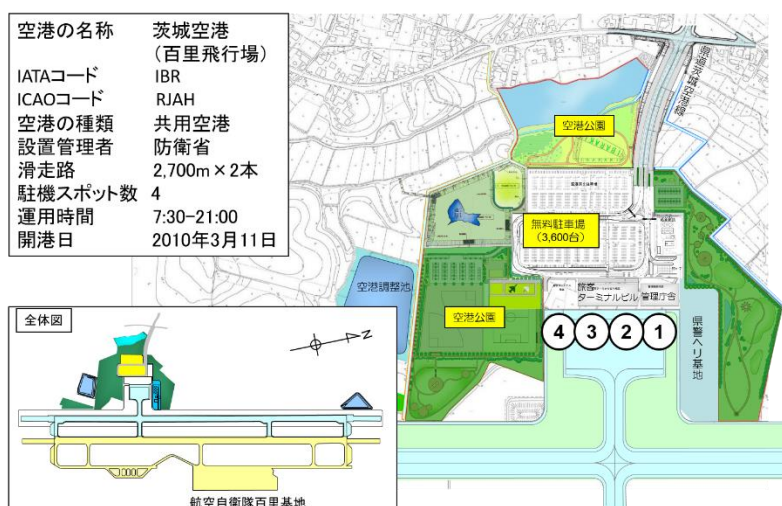 空港の名称 茨城空港
(百里飛行場)
IATAコード IBR
ICAOコード RJAH
空港の種類 共用空港
設置管理者 防衛省
滑走路 2,700m×2本
駐機スポット数 4
運用時間 7:30-21:00
開港日 2010年3月11日
県道茨城空港線
空港公園
無料駐車場
(3,600台)
空港調整池
空港公園
旅客
ターミナルビル
管理庁舎
4 3 2 1
県警ヘリ基地
全体図
N
航空自衛隊百里基地